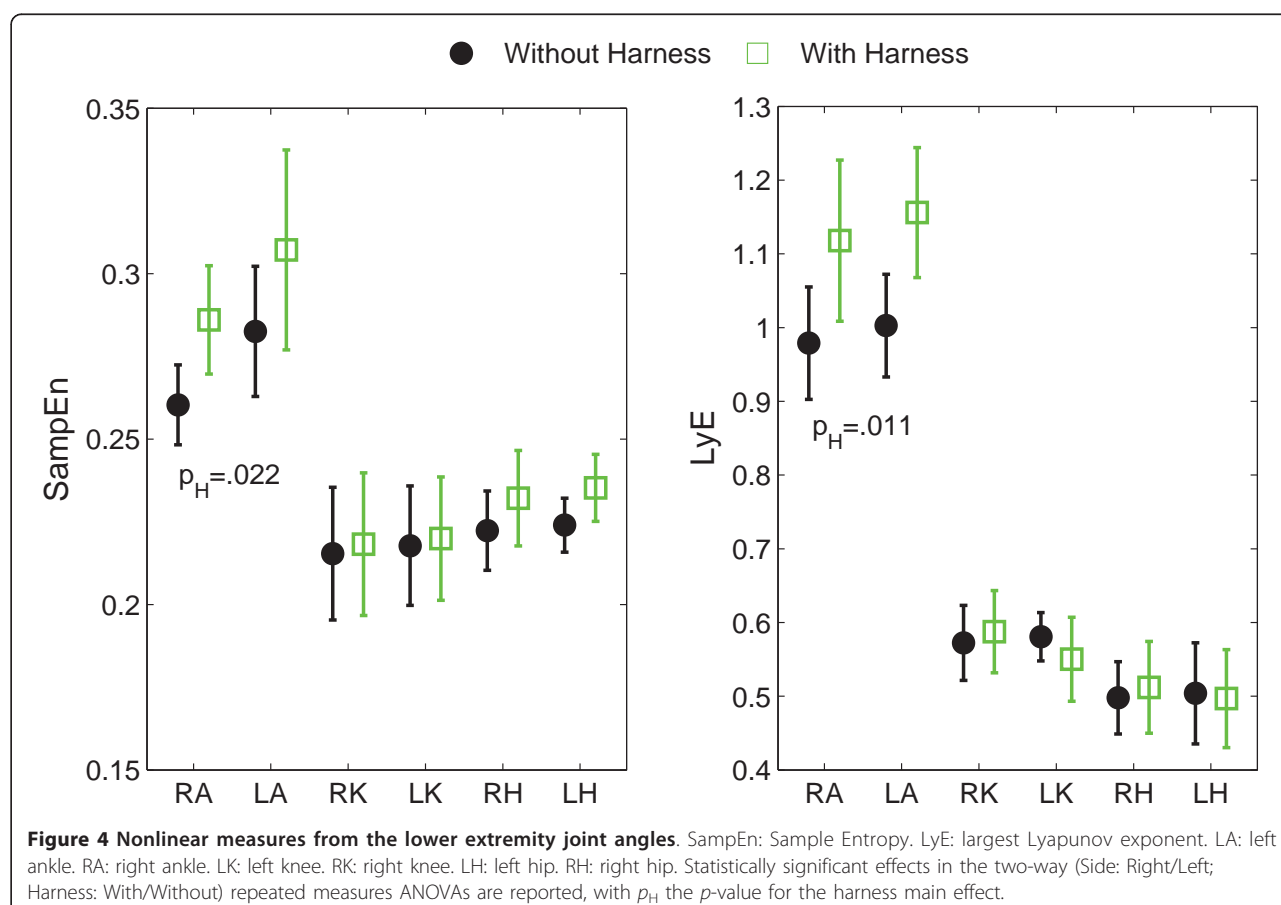 Without Harness With Harness
0.35
0.3
0.25
0.2
0.15
SampEn
pH=.022
RA LA RK LK RH LH
1.3
1.2
1.1
1
0.9
0.8
0.7
0.6
0.5
0.4
LyE
pH=.011
RA LA RK LK RH LH
Figure 4 Nonlinear measures from the lower extremity joint angles. SampEn: Sample Entropy. LyE: largest Lyapunov exponent. LA: left
ankle. RA: right ankle. LK: left knee. RK: right knee. LH: left hip. RH: right hip. Statistically significant effects in the two-way (Side: Right/Left;
Harness: With/Without) repeated measures ANOVAs are reported, with pH the p-value for the harness main effect.